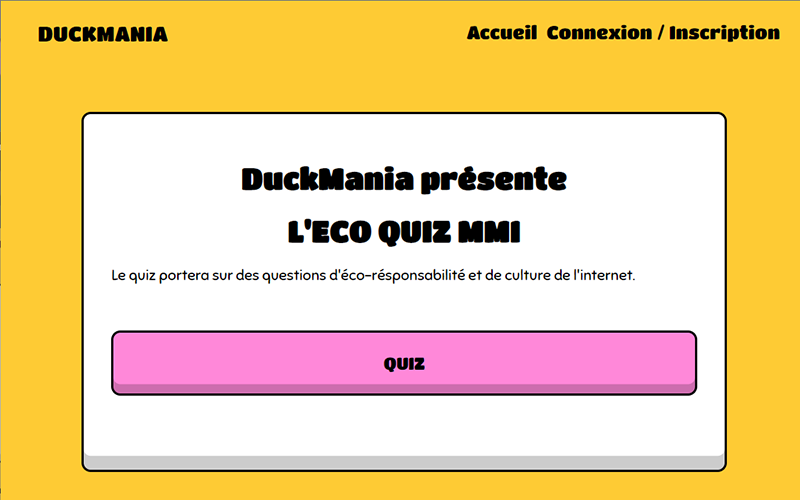 DUCKMANIA
Accueil Connexion / Inscription
DuckMania présente
L'ECO QUIZ MMI
Le quiz portera sur des questions d'éco-résponsabilité et de culture de l'internet.
QUIZ